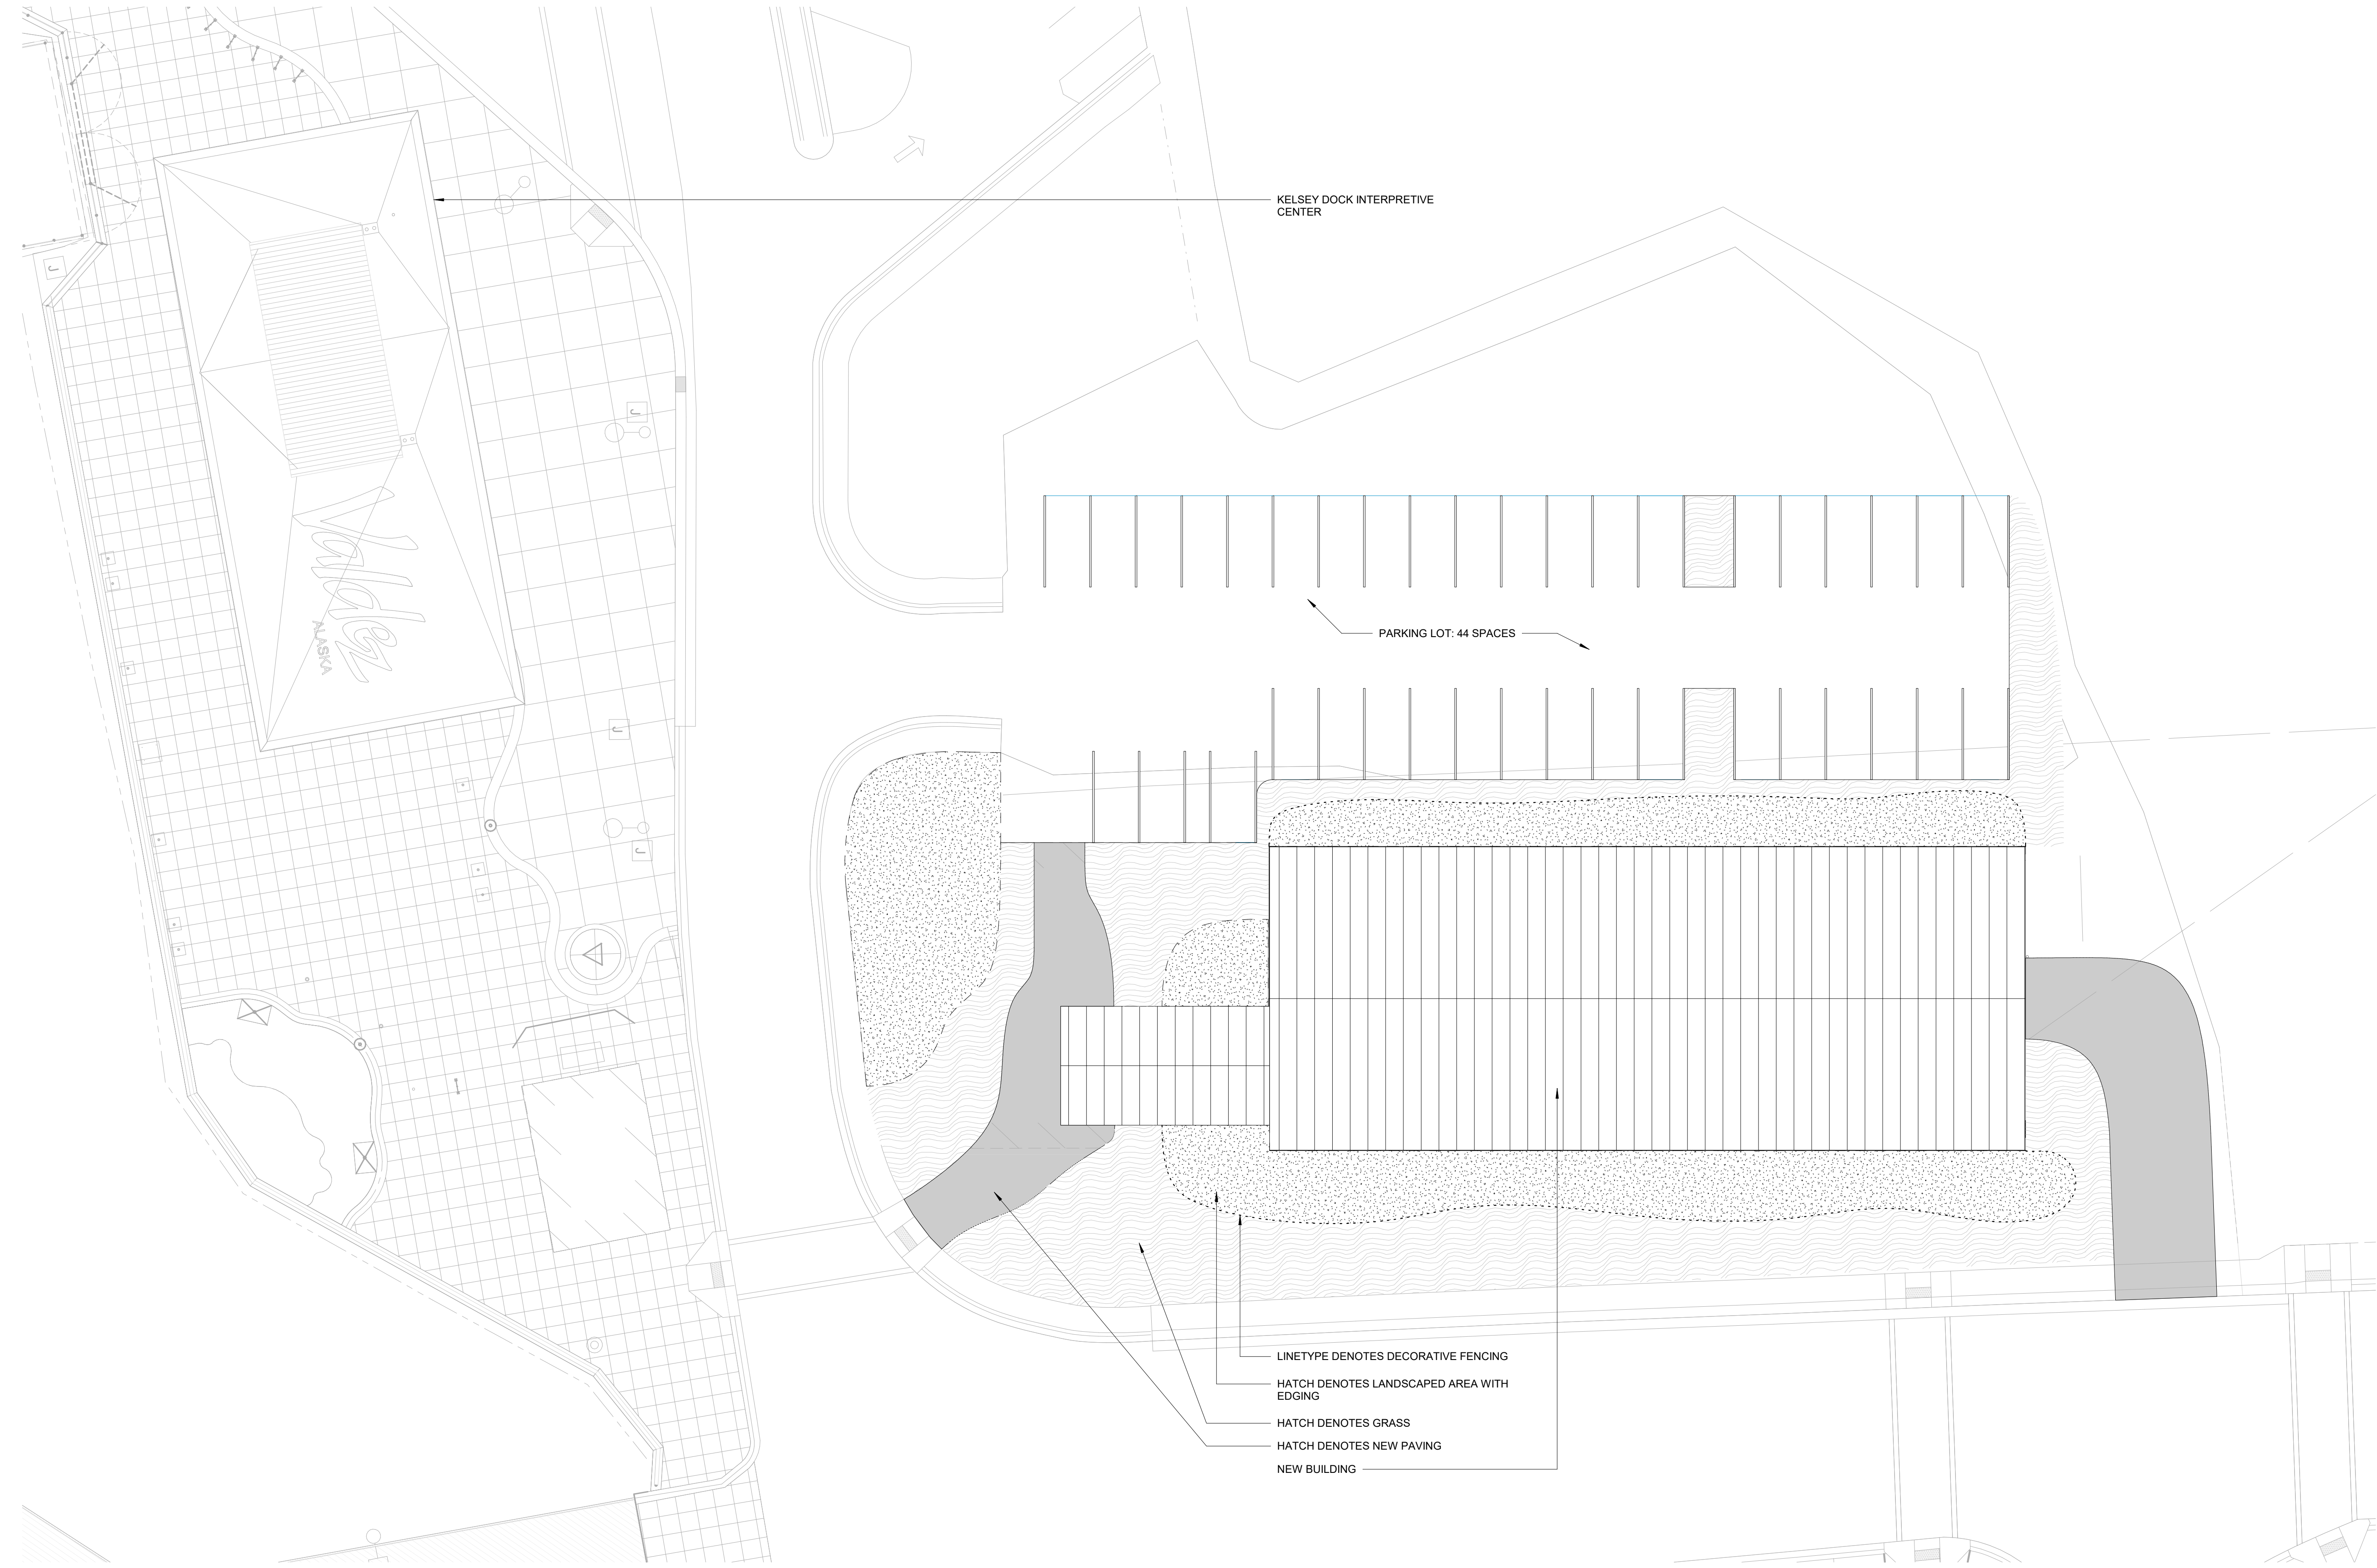 KELSEY DOCK INTERPRETIVE
CENTER
Valdez
ALASKA
PARKING LOT: 44 SPACES
LINETYPE DENOTES DECORATIVE FENCING
HATCH DENOTES LANDSCAPED AREA WITH
EDGING
HATCH DENOTES GRASS
HATCH DENOTES NEW PAVING
NEW BUILDING
J
J
J
J